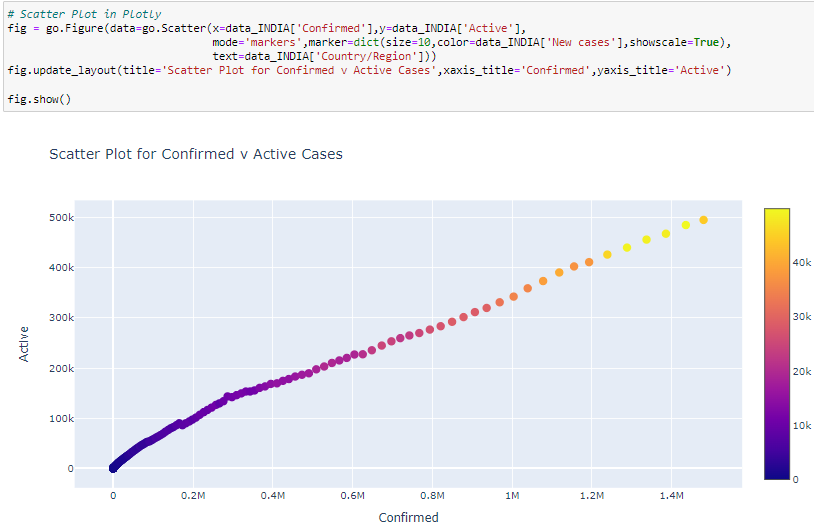 # Scatter Plot in Plotly
fig = go.Figure(data=go.Scatter(x=data_INDIA['Confirmed'],y=data_INDIA['Active'],
mode='markers',marker=dict(size=10,color=data_INDIA['New cases'],showscale=True),
text=data_INDIA['Country/Region']))
fig.update_layout(title='Scatter Plot for Confirmed v Active Cases',xaxis_title='Confirmed',yaxis_title='Active')
fig.show()
Scatter Plot for Confirmed v Active Cases
500k
400k
300k
200k
100k
0
Active
0 0.2M 0.4M 0.6M 0.8M 1M 1.2M 1.4M
Confirmed
40k
30k
20k
10k
0